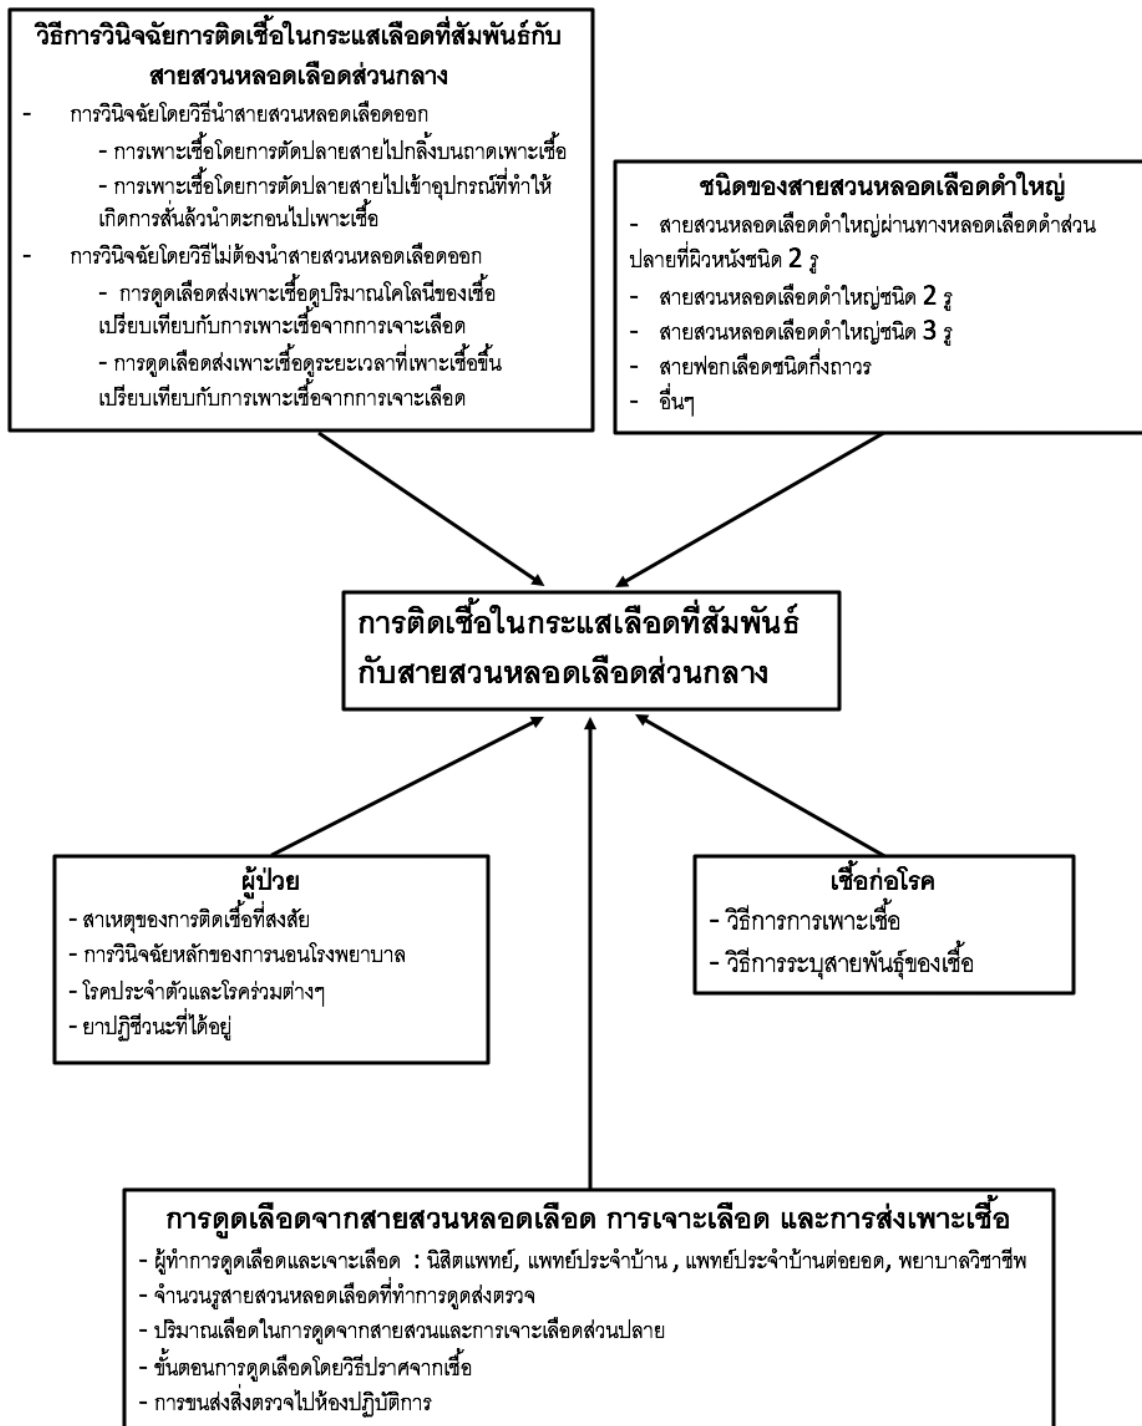 วิธีการวินิจฉัยการติดเชื้อในกระแสเลือดที่สัมพันธ์กับ
สายสวนหลอดเลือดส่วนกลาง
- การวินิจฉัยโดยวิธีนำสายสวนหลอดเลือดออก
- การเพาะเชื้อโดยการตัดปลายสายไปกลิ้งบนถาดเพาะเชื้อ
- การเพาะเชื้อโดยการตัดปลายสายไปเข้าอุปกรณ์ที่ทำให้
เกิดการสั่นล้วนำตะกอนไปเพาะเชื้อ
- การวินิจฉัยโดยวิธีไม่ต้องนำสายสวนหลอดเลือดออก
- การดูดเลือดส่งเพาะเชื้อดูปริมาณโคโลนีของเชื้อ
เปรียบเทียบกับการเพาะเชื้อจากการเจาะเลือด
- การดูดเลือดส่งเพาะเชื้อดูระยะเวลาที่เพาะเชื้อขึ้น
เปรียบเทียบกับการเพาะเชื้อจากการเจาะเลือด
ชนิดของสายสวนหลอดเลือดดำใหญ่
- สายสวนหลอดเลือดดำใหญ่ผ่านทางหลอดเลือดดำส่วน
ปลายที่ผิวหนังชนิด 2 รู
- สายสวนหลอดเลือดดำใหญ่ชนิด 2 รู
- สายสวนหลอดเลือดดำใหญ่ชนิด 3 รู
- สายฟอกเลือดชนิดกึ่งถาวร
- อื่นๆ
การติดเชื้อในกระแสเลือดที่สัมพันธ์
กับสายสวนหลอดเลือดส่วนกลาง
ผู้ป่วย
- สาเหตุของการติดเชื้อที่สงสัย
- การวินิจฉัยหลักของการนอนโรงพยาบาล
- โรคประจำตัวและโรคร่วมต่างๆ
- ยาปฏิชีวนะที่ได้อยู่
เชื้อก่อโรค
- วิธีการการเพาะเชื้อ
- วิธีการระบุสายพันธุ์ของเชื้อ
การดูดเลือดจากสายสวนหลอดเลือด การเจาะเลือด และการส่งเพาะเชื้อ
- ผู้ทำการดูดเลือดและเจาะเลือด : นิสิตแพทย์, แพทย์ประจำบ้าน , แพทย์ประจำบ้านต่อยอด, พยาบาลวิชาชีพ
- จำนวนรูสายสวนหลอดเลือดที่ทำการดูดส่งตรวจ
- ปริมาณเลือดในการดูดจากสายสวนและการเจาะเลือดส่วนปลาย
- ขั้นตอนการดูดเลือดโดยวิธีปราศจากเชื้อ
- การขนส่งสิ่งตรวจไปห้องปฏิบัติการ